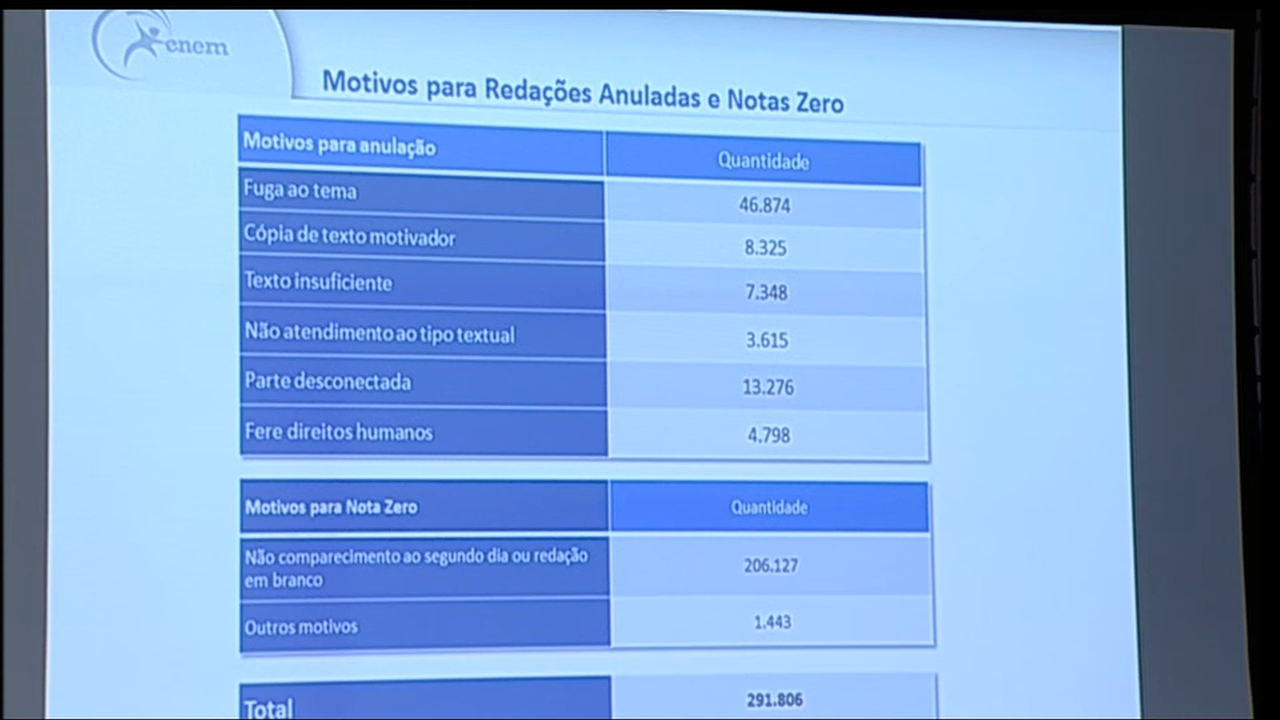 enem
Motivos para Redações Anuladas e Notas Zero
Motivos para anulação Quantidade
Fuga ao tema 46.874
Cópia de texto motivador 8.325
Texto insuficiente 7.348
Não atendimento ao tipo textual 3.615
Parte desconectada 13.276
Fere direitos humanos 4.798
Motivos para Nota Zero Quantidade
Não comparecimento ao segundo dia ou redação
em branco 206.127
Outros motivos 1.443
Total 291.806